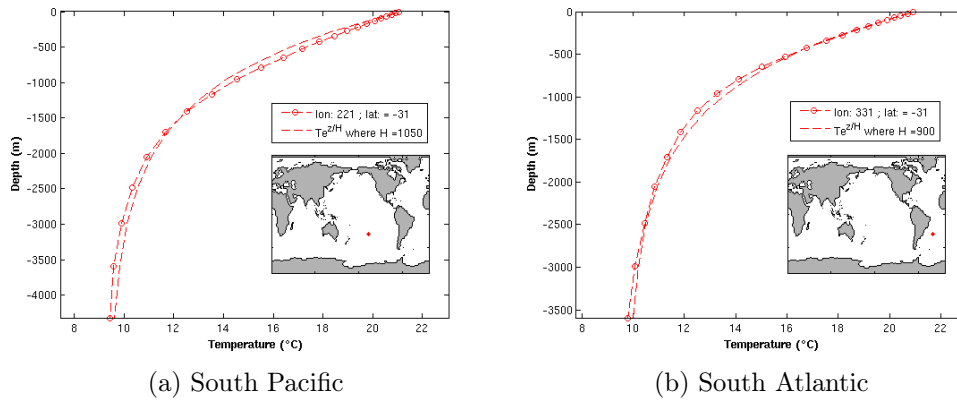 0
-500
-1000
-1500
-2000
-2500
-3000
-3500
-4000
Depth (m)
8 10 12 14 16 18 20 22
Temperature (°C)
lon: 221 ; lat: = -31
Te^{z/H} where H =1050
(a) South Pacific
0
-500
-1000
-1500
-2000
-2500
-3000
-3500
Depth (m)
8 10 12 14 16 18 20 22
Temperature (°C)
lon: 331 ; lat: = -31
Te^{z/H} where H =900
(b) South Atlantic